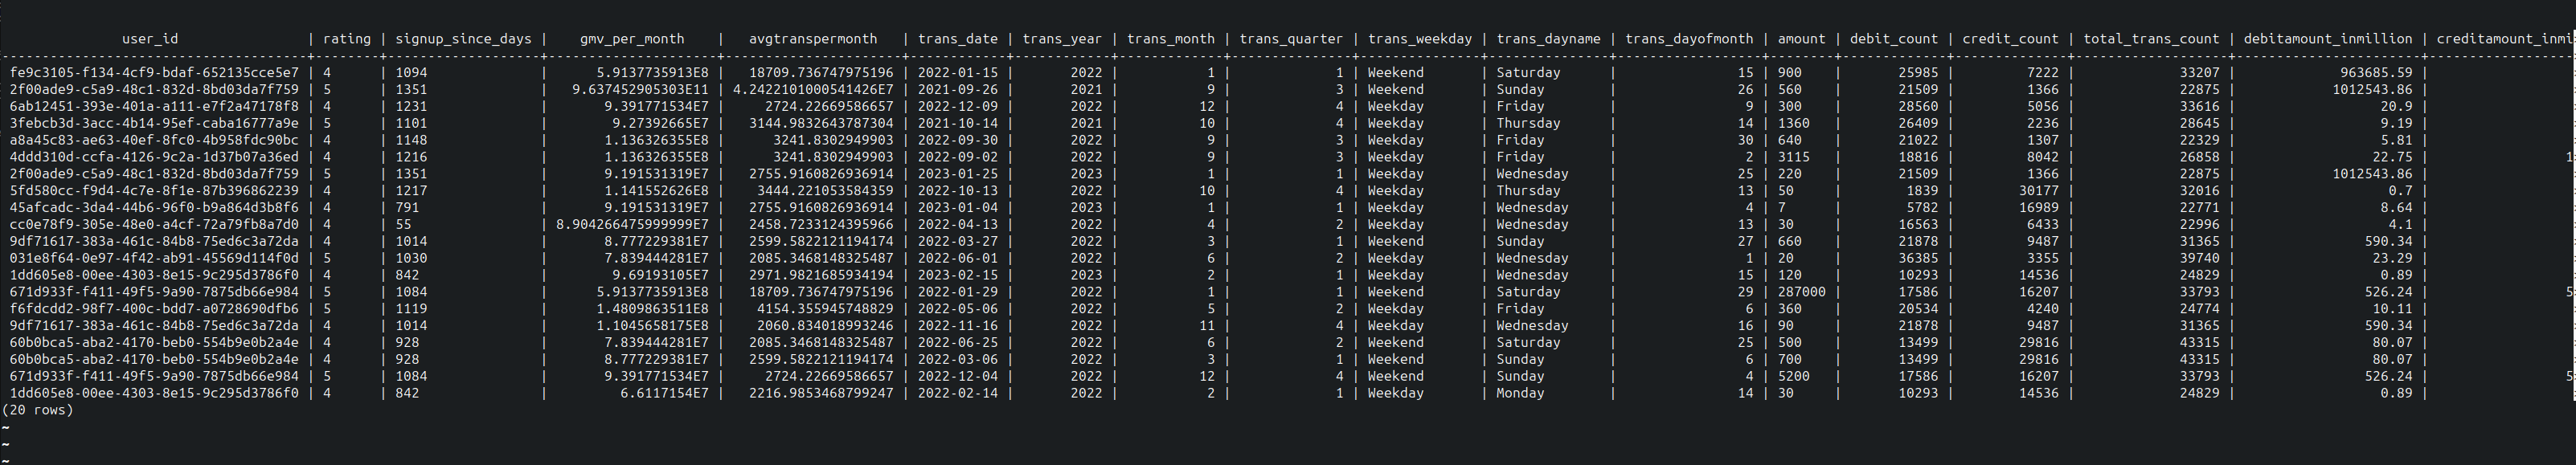 user_id | rating | signup_since_days | gmv_per_month | avgtranspermonth | trans_date | trans_year | trans_month | trans_quarter | trans_weekday | trans_dayname | trans_dayofmonth | amount | debit_count | credit_count | total_trans_count | debitamount_inmillion | creditamount_inmi
fe9c3105-f134-4cf9-bdaf-652135cce5e7 | 4 | 1094 | 5.9137735913E8 | 18709.736747975196 | 2022-01-15 | 2022 | 1 | 1 | Weekend | Saturday | 15 | 900 | 25985 | 7222 | 33207 | 963685.59 |
2f00ade9-c5a9-48c1-832d-8bd03da7f759 | 5 | 1351 | 9.637452905303E11 | 4.2422101000541426E7 | 2021-09-26 | 2021 | 9 | 3 | Weekend | Sunday | 26 | 560 | 21509 | 1366 | 22875 | 1012543.86 |
6ab12451-393e-401a-a111-e7f2a47178f8 | 4 | 1231 | 9.391771534E7 | 2724.22669586657 | 2022-12-09 | 2022 | 12 | 4 | Weekday | Friday | 9 | 300 | 28560 | 5056 | 33616 | 20.9 |
3febcb3d-3acc-4b14-95ef-caba16777a9e | 5 | 1101 | 9.27392665E7 | 3144.9832643787304 | 2021-10-14 | 2021 | 10 | 4 | Weekday | Thursday | 14 | 1360 | 26409 | 2236 | 28645 | 9.19 |
a8a45c83-ae63-40ef-8fc0-4b958fdc90bc | 4 | 1148 | 1.136326355E8 | 3241.8302949903 | 2022-09-30 | 2022 | 9 | 3 | Weekday | Friday | 30 | 640 | 21022 | 1307 | 22329 | 5.81 |
4ddd310d-ccfa-4126-9c2a-1d37b07a36ed | 4 | 1216 | 1.136326355E8 | 3241.8302949903 | 2022-09-02 | 2022 | 9 | 3 | Weekday | Friday | 2 | 3115 | 18816 | 8042 | 26858 | 22.75 | 1
2f00ade9-c5a9-48c1-832d-8bd03da7f759 | 5 | 1351 | 9.191531319E7 | 2755.9160826936914 | 2023-01-25 | 2023 | 1 | 1 | Weekday | Wednesday | 25 | 220 | 21509 | 1366 | 22875 | 1012543.86 |
5fd580cc-f9d4-4c7e-8f1e-87b396862239 | 4 | 1217 | 1.141552626E8 | 3444.221053584359 | 2022-10-13 | 2022 | 10 | 4 | Weekday | Thursday | 13 | 50 | 1839 | 30177 | 32016 | 0.7 |
45afcadc-3da4-44b6-96f0-b9a864d3b8f6 | 4 | 791 | 9.191531319E7 | 2755.9160826936914 | 2023-01-04 | 2023 | 1 | 1 | Weekday | Wednesday | 4 | 7 | 5782 | 16989 | 22771 | 8.64 |
cc0e78f9-305e-48e0-a4cf-72a79fb8a7d0 | 4 | 55 | 8.904266475999999E7 | 2458.7233124395966 | 2022-04-13 | 2022 | 4 | 2 | Weekday | Wednesday | 13 | 30 | 16563 | 6433 | 22996 | 4.1 |
9df71617-383a-461c-84b8-75ed6c3a72da | 4 | 1014 | 8.777229381E7 | 2599.5822121194174 | 2022-03-27 | 2022 | 3 | 1 | Weekend | Sunday | 27 | 660 | 21878 | 9487 | 31365 | 590.34 |
031e8f64-0e97-4f42-ab91-45569d114f0d | 5 | 1030 | 7.839444281E7 | 2085.3468148325487 | 2022-06-01 | 2022 | 6 | 2 | Weekday | Wednesday | 1 | 20 | 36385 | 3355 | 39740 | 23.29 |
1dd605e8-00ee-4303-8e15-9c295d3786f0 | 4 | 842 | 9.69193105E7 | 2971.9821685934194 | 2023-02-15 | 2023 | 2 | 1 | Weekday | Wednesday | 15 | 120 | 10293 | 14536 | 24829 | 0.89 |
671d933f-f411-49f5-9a90-7875db66e984 | 5 | 1084 | 5.9137735913E8 | 18709.736747975196 | 2022-01-29 | 2022 | 1 | 1 | Weekend | Saturday | 29 | 287000 | 17586 | 16207 | 33793 | 526.24 | 5
f6fdcdd2-98f7-400c-bdd7-a0728690dfb6 | 5 | 1119 | 1.4809863511E8 | 4154.355945748829 | 2022-05-06 | 2022 | 5 | 2 | Weekday | Friday | 6 | 360 | 20534 | 4240 | 24774 | 10.11 |
9df71617-383a-461c-84b8-75ed6c3a72da | 4 | 1014 | 1.1045658175E8 | 2060.834018993246 | 2022-11-16 | 2022 | 11 | 4 | Weekday | Wednesday | 16 | 90 | 21878 | 9487 | 31365 | 590.34 |
60b0bca5-aba2-4170-beb0-554b9e0b2a4e | 4 | 928 | 7.839444281E7 | 2085.3468148325487 | 2022-06-25 | 2022 | 6 | 2 | Weekend | Saturday | 25 | 500 | 13499 | 29816 | 43315 | 80.07 |
60b0bca5-aba2-4170-beb0-554b9e0b2a4e | 4 | 928 | 8.777229381E7 | 2599.5822121194174 | 2022-03-06 | 2022 | 3 | 1 | Weekend | Sunday | 6 | 700 | 13499 | 29816 | 43315 | 80.07 |
671d933f-f411-49f5-9a90-7875db66e984 | 5 | 1084 | 9.391771534E7 | 2724.22669586657 | 2022-12-04 | 2022 | 12 | 4 | Weekend | Sunday | 4 | 5200 | 17586 | 16207 | 33793 | 526.24 | 5
1dd605e8-00ee-4303-8e15-9c295d3786f0 | 4 | 842 | 6.6117154E7 | 2216.9853468799247 | 2022-02-14 | 2022 | 2 | 1 | Weekday | Monday | 14 | 30 | 10293 | 14536 | 24829 | 0.89 |
(20 rows)
~
~
~